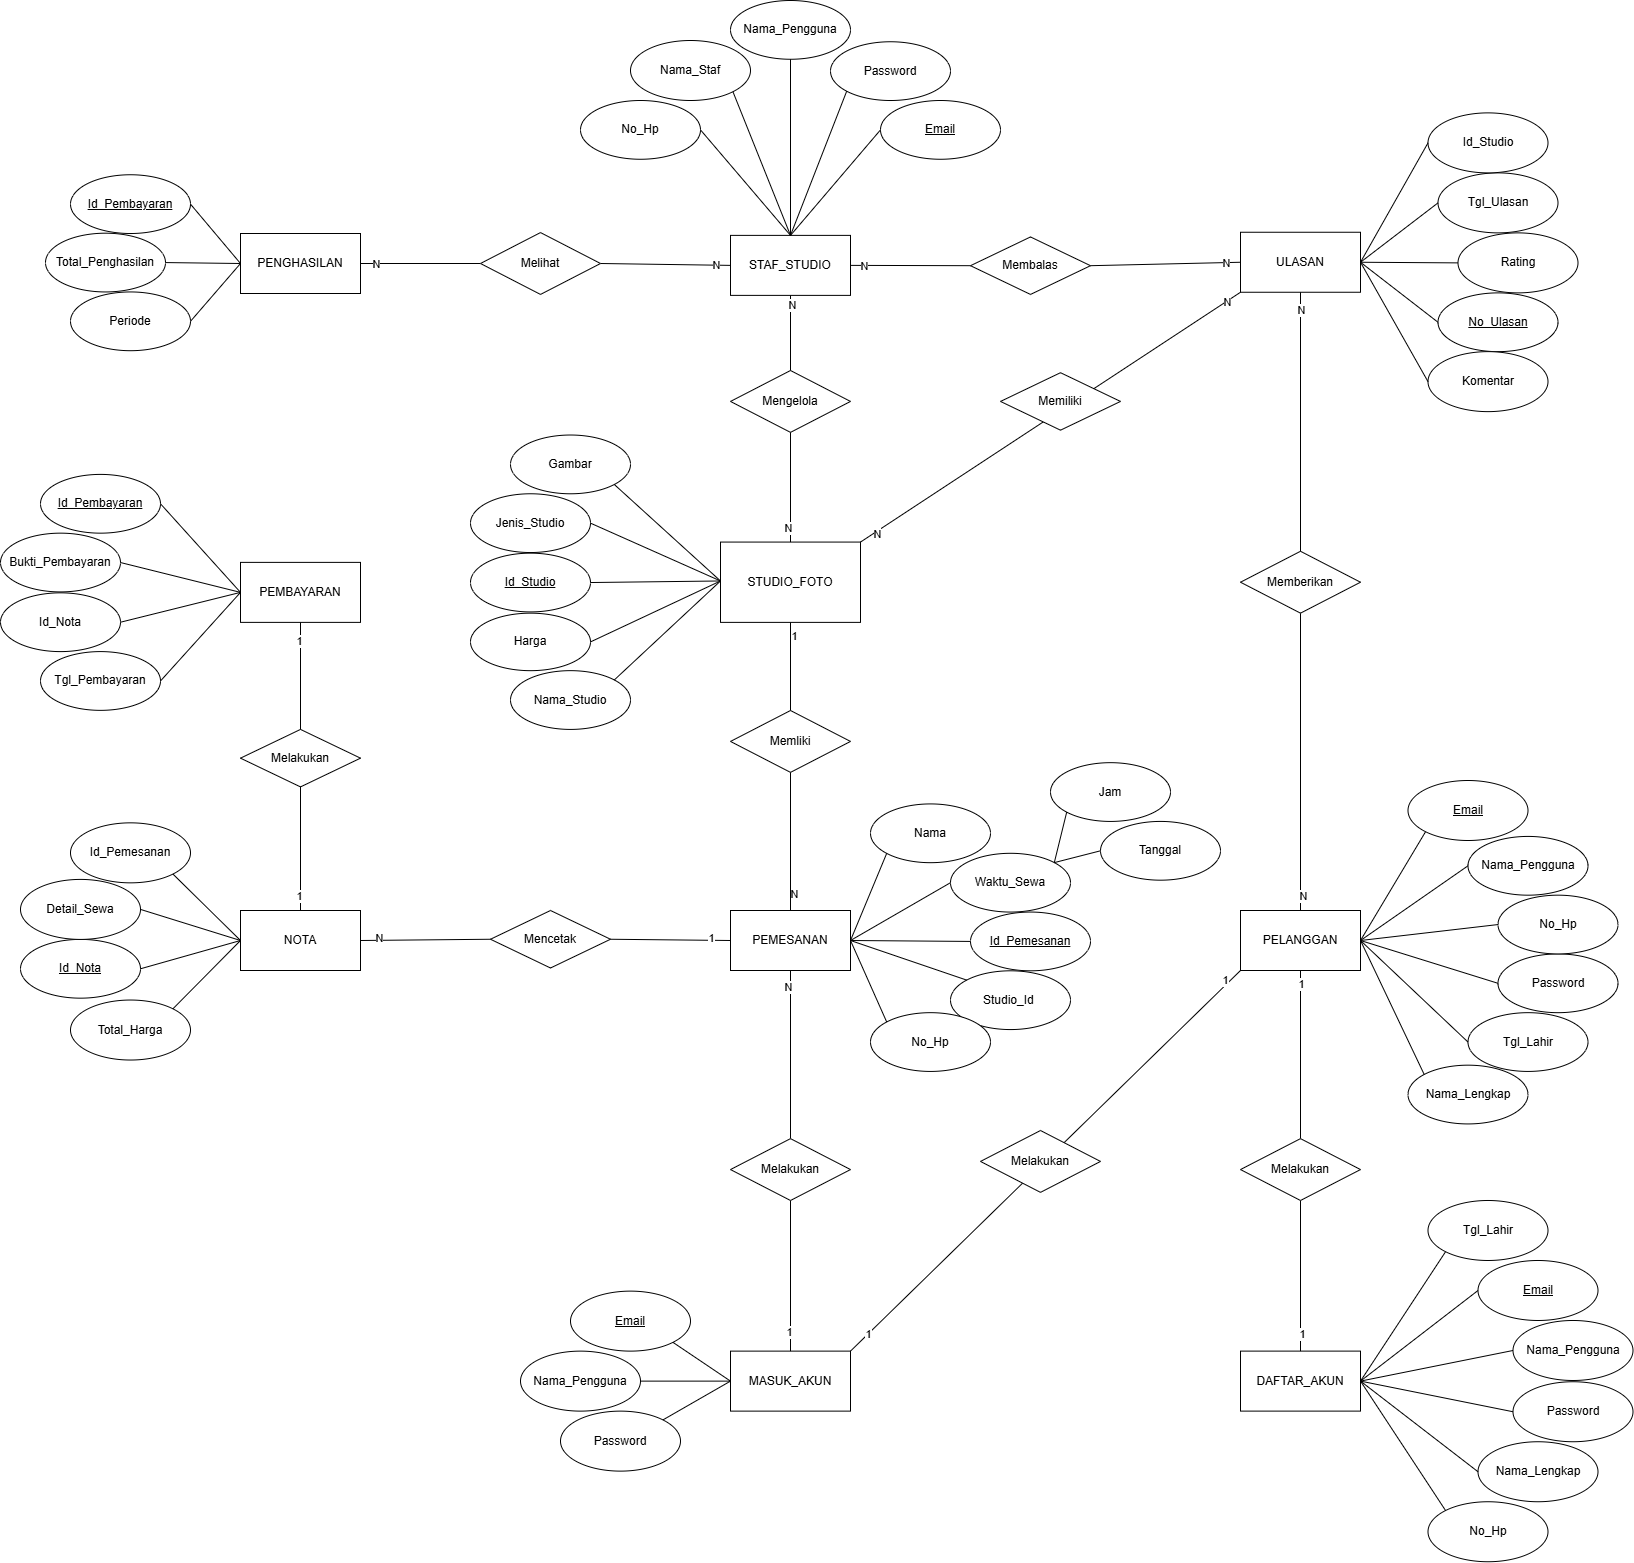 Nama_Pengguna
Nama_Staf
Password
No_Hp
Email
Id_Studio
Tgl_Ulasan
Rating
No_Ulasan
Komentar
Id_Pembayaran
Total_Penghasilan
Periode
PENGHASILAN
N
Melihat
N
STAF_STUDIO
N
Membalas
N
ULASAN
N
N
N
Mengelola
Memiliki
N
N
Gambar
Jenis_Studio
Id_Studio
Harga
Nama_Studio
STUDIO_FOTO
1
Id_Pembayaran
Bukti_Pembayaran
Id_Nota
Tgl_Pembayaran
PEMBAYARAN
1
Memberikan
Melakukan
Memliki
1
N
N
Id_Pemesanan
Detail_Sewa
Id_Nota
Total_Harga
NOTA
N
Mencetak
1
PEMESANAN
Nama
Waktu_Sewa
Jam
Tanggal
Id_Pemesanan
Studio_Id
No_Hp
N
PELANGGAN
Email
Nama_Pengguna
No_Hp
Password
Tgl_Lahir
Nama_Lengkap
1
1
Melakukan
Melakukan
Melakukan
1
1
1
Email
Nama_Pengguna
Password
MASUK_AKUN
DAFTAR_AKUN
Tgl_Lahir
Email
Nama_Pengguna
Password
Nama_Lengkap
No_Hp